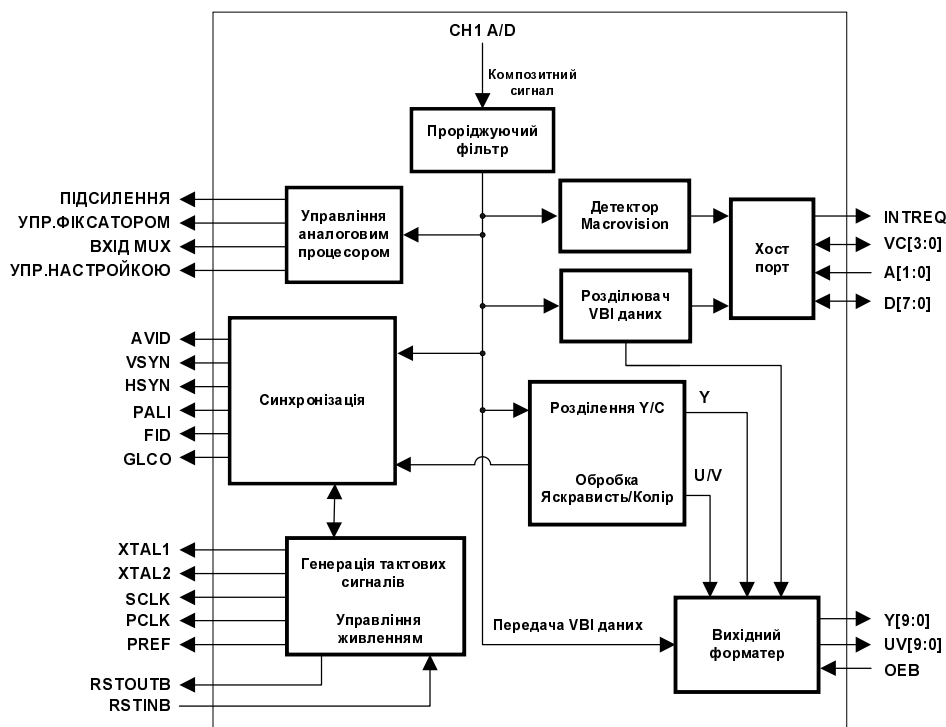 CH1 A/D
Композитний
сигнал
Проріджуючий
фільтр
ПІДСИЛЕННЯ
УПР.ФІКСАТОРОМ
ВХІД MUX
УПР.НАСТРОЙКОЮ
Управління
аналоговим
процесором
Детектор
Macrovision
Хост
порт
INTREQ
VC[3:0]
A[1:0]
D[7:0]
Розділювач
VBI даних
AVID
VSYN
HSYN
PALI
FID
GLCO
Синхронізація
Розділення Y/C
Обробка
Яскравість/Колір
Y
U/V
XTAL1
XTAL2
SCLK
PCLK
PREF
RSTOUTB
RSTINB
Генерація тактових
сигналів
Управління
живленням
Передача VBI даних
Вихідний
форматер
Y[9:0]
UV[9:0]
OEB